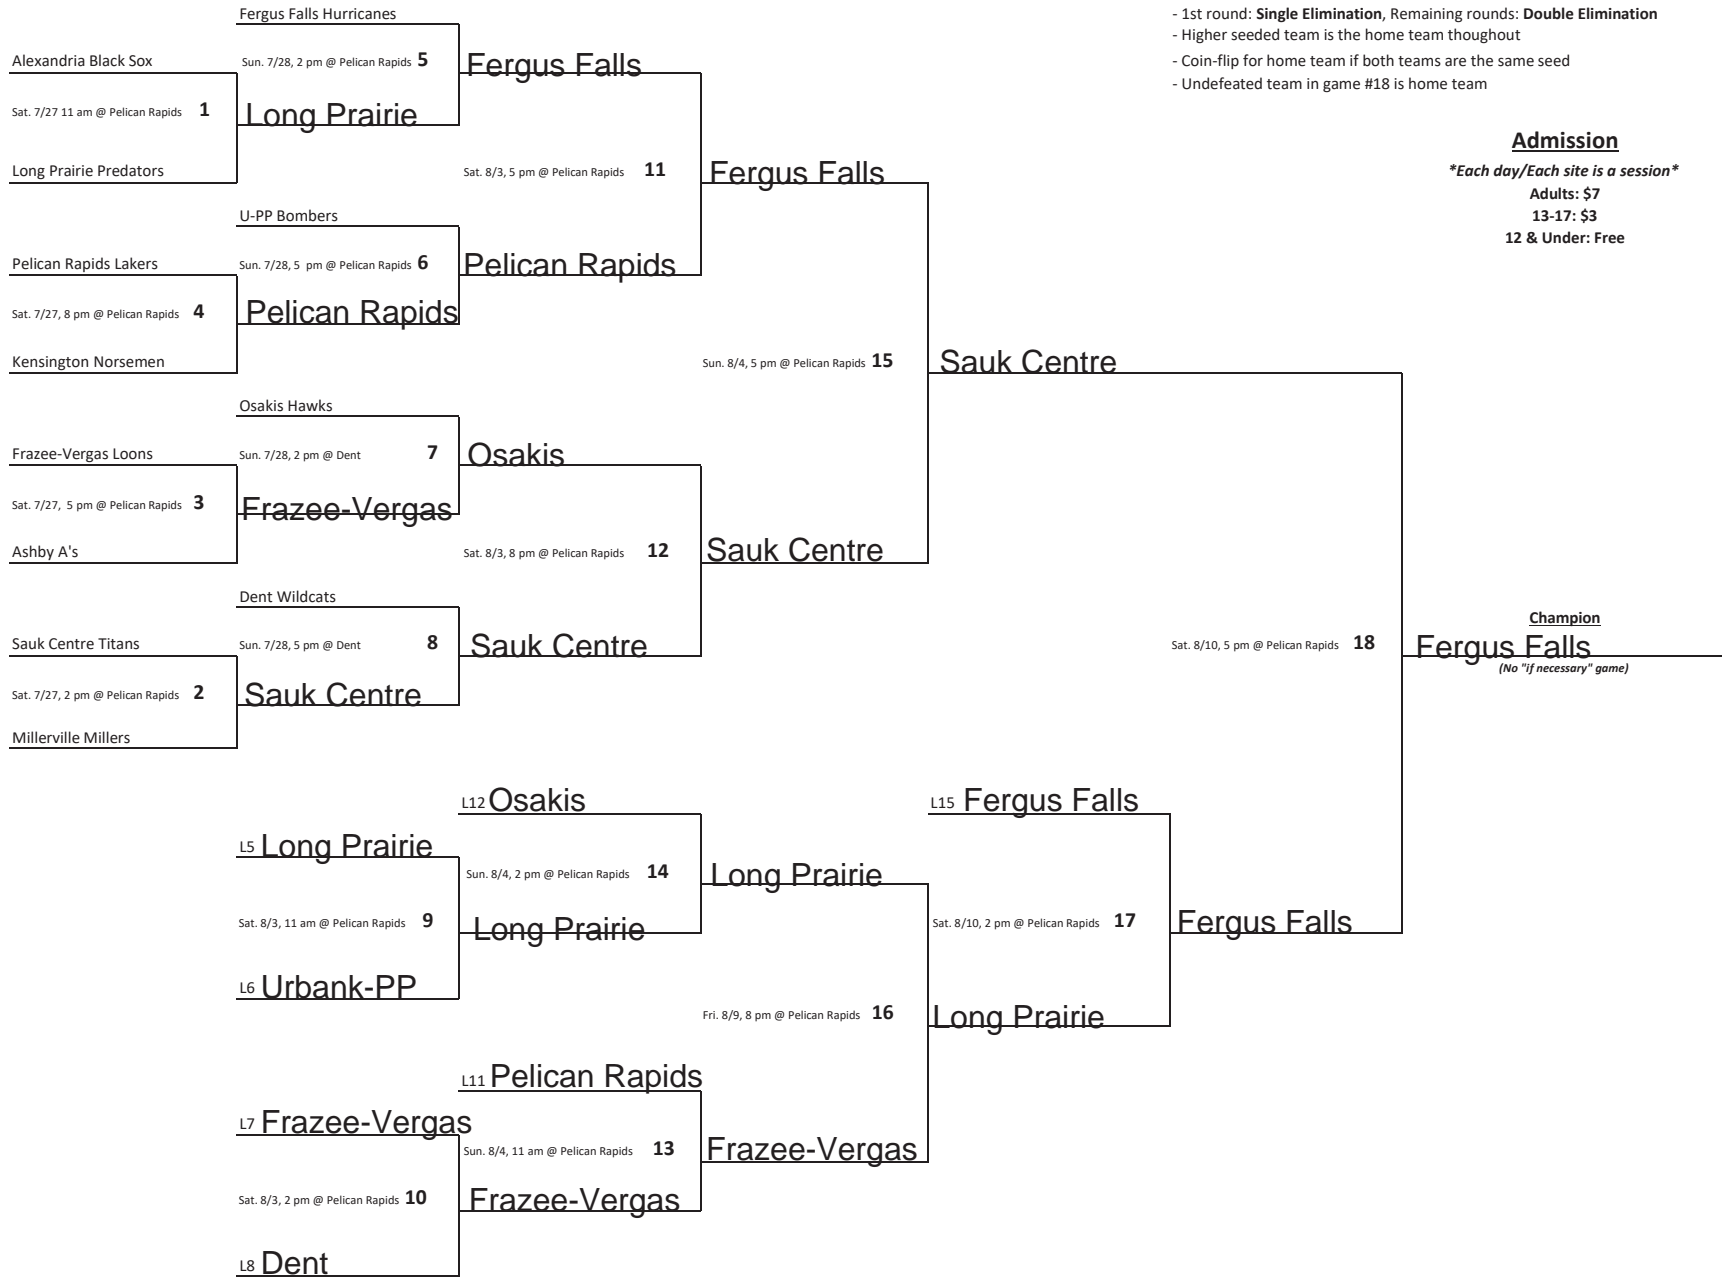 Fergus Falls Hurricanes
- 1st round: Single Elimination, Remaining rounds: Double Elimination
- Higher seeded team is the home team thoughout
- Coin-flip for home team if both teams are the same seed
- Undefeated team in game #18 is home team
Alexandria Black Sox
Sun. 7/28, 2 pm @ Pelican Rapids 5
Fergus Falls
Sat. 7/27 11 am @ Pelican Rapids 1
Long Prairie
Admission
*Each day/Each site is a session*
Adults: $7
13-17: $3
12 & Under: Free
Long Prairie Predators
Sat. 8/3, 5 pm @ Pelican Rapids 11
Fergus Falls
U-PP Bombers
Pelican Rapids Lakers
Sun. 7/28, 5 pm @ Pelican Rapids 6
Pelican Rapids
Sat. 7/27, 8 pm @ Pelican Rapids 4
Pelican Rapids
Kensington Norsemen
Sun. 8/4, 5 pm @ Pelican Rapids 15
Sauk Centre
Osakis Hawks
Frazee-Vergas Loons
Sun. 7/28, 2 pm @ Dent 7
Osakis
Sat. 7/27, 5 pm @ Pelican Rapids 3
Frazee-Vergas
Ashby A's
Sat. 8/3, 8 pm @ Pelican Rapids 12
Sauk Centre
Dent Wildcats
Sauk Centre Titans
Sun. 7/28, 5 pm @ Dent 8
Sauk Centre
Sat. 8/10, 5 pm @ Pelican Rapids 18
Champion
Fergus Falls
(No "if necessary" game)
Sat. 7/27, 2 pm @ Pelican Rapids 2
Sauk Centre
Millerville Millers
L12 Osakis
L15 Fergus Falls
L5 Long Prairie
Sun. 8/4, 2 pm @ Pelican Rapids 14
Long Prairie
Sat. 8/3, 11 am @ Pelican Rapids 9
Long Prairie
Sat. 8/10, 2 pm @ Pelican Rapids 17
Fergus Falls
L6 Urbank-PP
Fri. 8/9, 8 pm @ Pelican Rapids 16
Long Prairie
L11 Pelican Rapids
L7 Frazee-Vergas
Sun. 8/4, 11 am @ Pelican Rapids 13
Frazee-Vergas
Sat. 8/3, 2 pm @ Pelican Rapids 10
Frazee-Vergas
L8 Dent